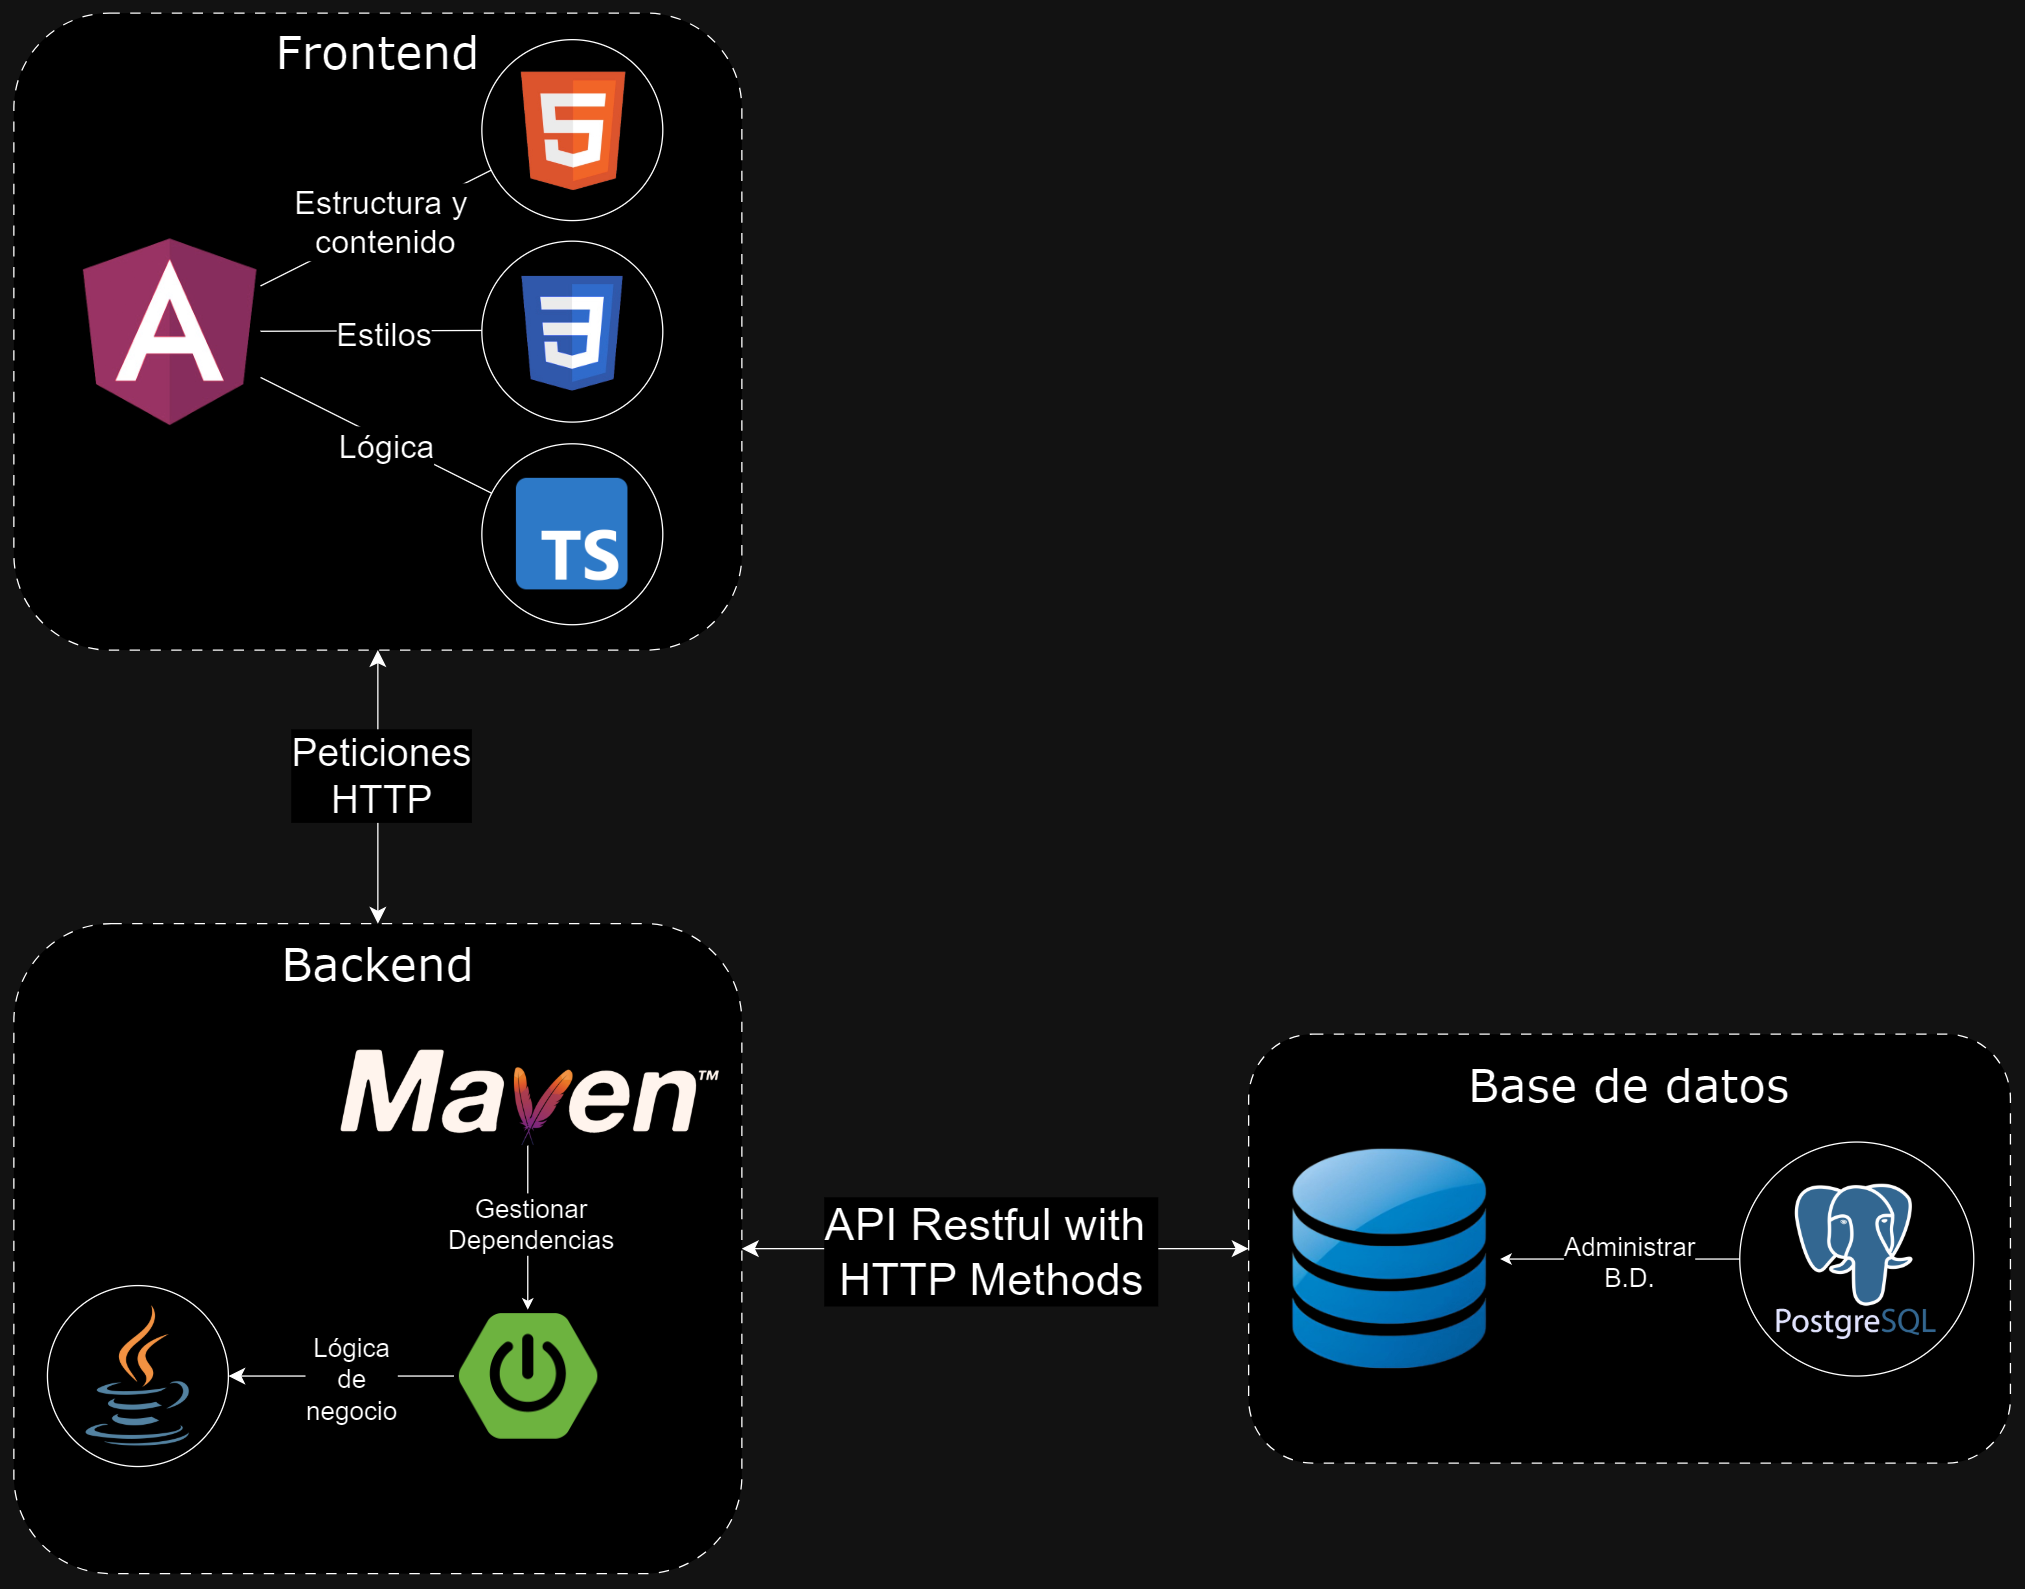 Frontend
Estructura y
contenido
Estilos
Lógica
TS
Peticiones
HTTP
Backend
Maven™
Gestionar
Dependencias
Lógica
de
negocio
API Restful with
HTTP Methods
Base de datos
Administrar
B.D.
PostgreSQL